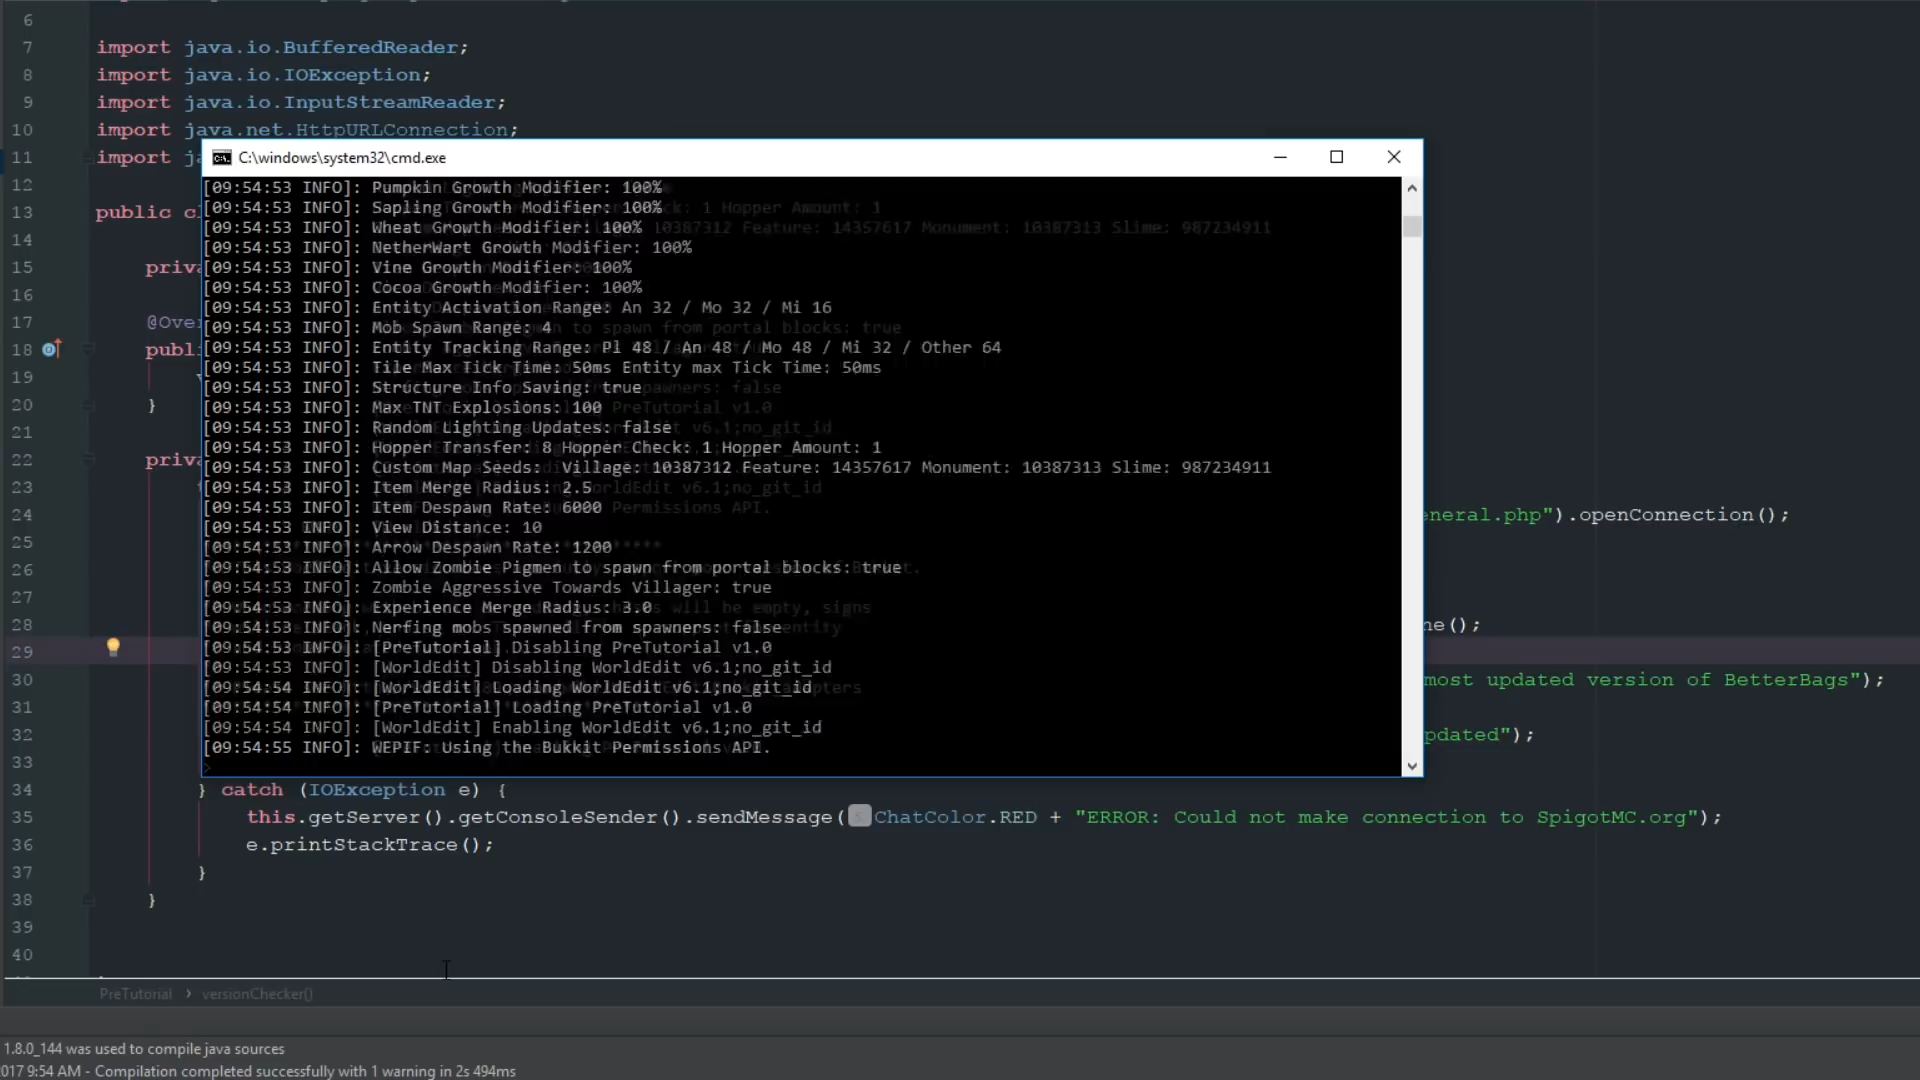 6
7 import java.io.BufferedReader;
8 import java.io.IOException;
9 import java.io.InputStreamReader;
10 import java.net.HttpURLConnection;
11 import
12
13 public
14
15
16
17
18
19
20 }
21
22
23
24 ").openConnection();
25
26
27
28 ();
29
30 most updated version of BetterBags");
31
32 ");
33
34 } catch (IOException e) {
35 this.getServer().getConsoleSender().sendMessage(ChatColor.RED + "ERROR: Could not make connection to SpigotMC.org");
36 e.printStackTrace();
37 }
38 }
39
40
C:\windows\system32\cmd.exe
[09:54:53 INFO]: Pumpkin Growth Modifier: 100%
[09:54:53 INFO]: Sapling Growth Modifier: 100%
[09:54:53 INFO]: Wheat Growth Modifier: 100%
[09:54:53 INFO]: NetherWart Growth Modifier: 100%
[09:54:53 INFO]: Vine Growth Modifier: 100%
[09:54:53 INFO]: Cocoa Growth Modifier: 100%
[09:54:53 INFO]: Entity Activation Range: An 32 / Mo 32 / Mi 16
[09:54:53 INFO]: Mob Spawn Range: 4
[09:54:53 INFO]: Entity Tracking Range: Pl 48 / An 48 / Mo 48 / Mi 32 / Other 64
[09:54:53 INFO]: Tile Max Tick Time: 50ms Entity max Tick Time: 50ms
[09:54:53 INFO]: Structure Info Saving: true
[09:54:53 INFO]: Max TNT Explosions: 100
[09:54:53 INFO]: Random Lighting Updates: false
[09:54:53 INFO]: Hopper Transfer: 8 Hopper Check: 1 Hopper Amount: 1
[09:54:53 INFO]: Custom Map Seeds:  Village: 10387312 Feature: 14357617 Monument: 10387313 Slime: 987234911
[09:54:53 INFO]: Item Merge Radius: 2.5
[09:54:53 INFO]: Item Despawn Rate: 6000
[09:54:53 INFO]: View Distance: 10
[09:54:53 INFO]: Arrow Despawn Rate: 1200
[09:54:53 INFO]: Allow Zombie Pigmen to spawn from portal blocks: true
[09:54:53 INFO]: Zombie Aggressive Towards Villager: true
[09:54:53 INFO]: Experience Merge Radius: 3.0
[09:54:53 INFO]: Nerfing mobs spawned from spawners: false
[09:54:53 INFO]: [PreTutorial] Disabling PreTutorial v1.0
[09:54:53 INFO]: [WorldEdit] Disabling WorldEdit v6.1;no_git_id
[09:54:54 INFO]: [WorldEdit] Loading WorldEdit v6.1;no_git_id
[09:54:54 INFO]: [PreTutorial] Loading PreTutorial v1.0
[09:54:54 INFO]: [WorldEdit] Enabling WorldEdit v6.1;no_git_id
[09:54:55 INFO]: WEPIF: Using the Bukkit Permissions API.
>
PreTutorial › versionChecker()
1.8.0_144 was used to compile java sources
017 9:54 AM - Compilation completed successfully with 1 warning in 2s 494ms